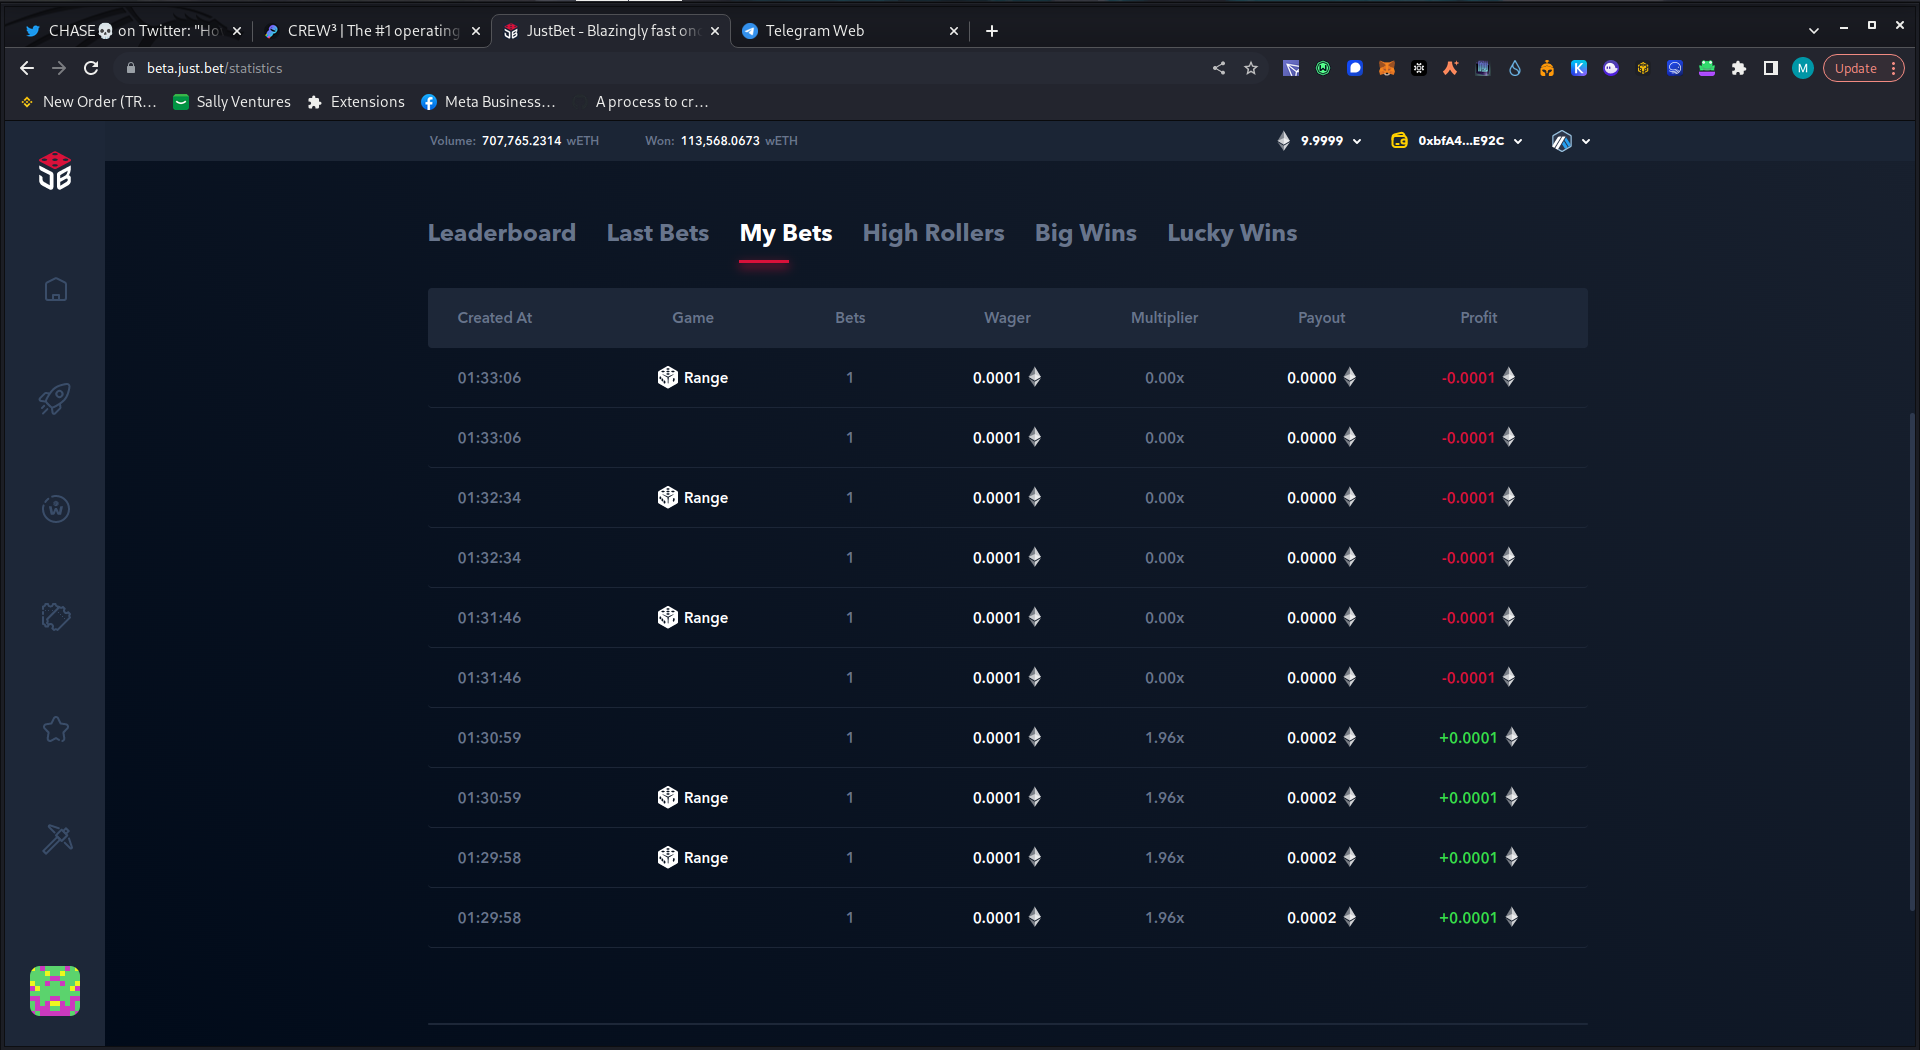 CHASE💀 on Twitter: "Ho
CREW³ | The #1 operating
JustBet - Blazingly fast on
Telegram Web
beta.just.bet/statistics
M
Update
New Order (TR...
Sally Ventures
Extensions
Meta Business...
A process to cr...
Volume: 707,765.2314 wETH
Won: 113,568.0673 wETH
9.9999
0xbfA4...E92C
JB
Leaderboard
Last Bets
My Bets
High Rollers
Big Wins
Lucky Wins
Created At Game Bets Wager Multiplier Payout Profit
01:33:06 Range 1 0.0001 0.00x 0.0000 -0.0001
01:33:06 1 0.0001 0.00x 0.0000 -0.0001
01:32:34 Range 1 0.0001 0.00x 0.0000 -0.0001
01:32:34 1 0.0001 0.00x 0.0000 -0.0001
01:31:46 Range 1 0.0001 0.00x 0.0000 -0.0001
01:31:46 1 0.0001 0.00x 0.0000 -0.0001
01:30:59 1 0.0001 1.96x 0.0002 +0.0001
01:30:59 Range 1 0.0001 1.96x 0.0002 +0.0001
01:29:58 Range 1 0.0001 1.96x 0.0002 +0.0001
01:29:58 1 0.0001 1.96x 0.0002 +0.0001